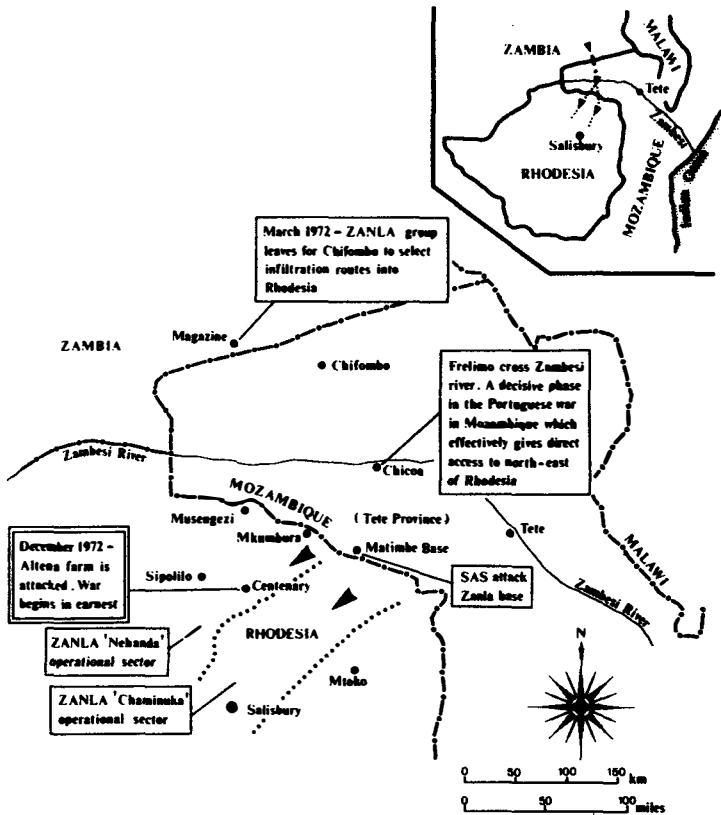 ZAMBIA
MALAWI
Tete
Zambesi
Salisbury
RHODESIA
MOZAMBIQUE
Indian Ocean
March 1972 - ZANLA group
leaves for Chifombo to select
infiltration routes into
Rhodesia
ZAMBIA
Magazine
Chifombo
Frelimo cross Zambesi
river. A decisive phase
in the Portuguese war
in Mozambique which
effectively gives direct
access to north-east
of Rhodesia
Zambesi River
Chicoa
MOZAMBIQUE
(Tete Province)
Musengezi
Mkumbura
Tete
Matimbe Base
MALAWI
December 1972 -
Altena farm is
attacked. War
begins in earnest
Sipolilo
Centenary
SAS attack
Zanla base
Zambesi River
ZANLA 'Nehanda'
operational sector
RHODESIA
N
ZANLA 'Chaminuka'
operational sector
Mtoko
Salisbury
0 50 100 150 km
0 50 100 miles